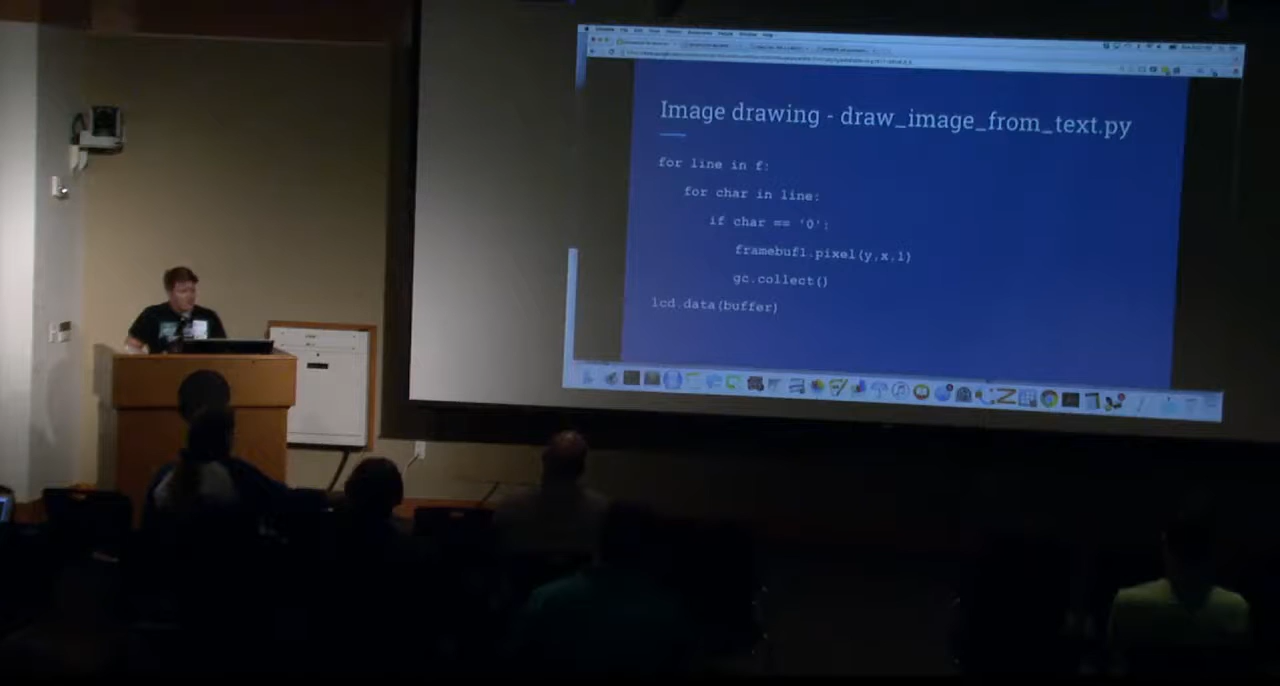 Image drawing - draw_image_from_text.py
for line in f:
for char in line:
if char == '0':
framebuf1.pixel(y,x,1)
gc.collect()
lcd.data(buffer)